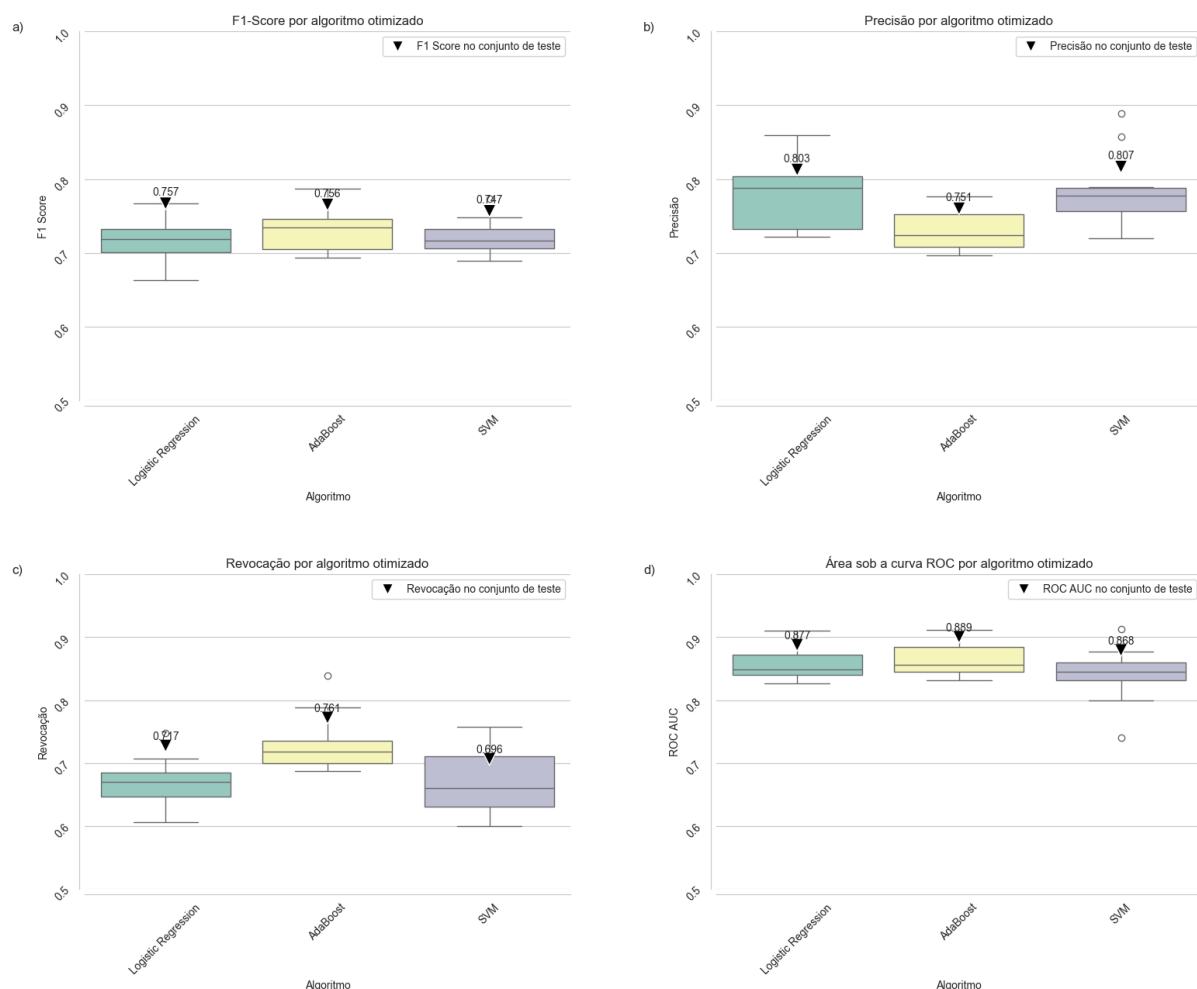 a)
F1-Score por algoritmo otimizado
F1 Score no conjunto de teste
1.0
0.9
0.8
0.7
0.6
0.5
F1 Score
0.757
0.756
0.747
Logistic Regression
AdaBoost
SVM
Algoritmo
b)
Precisão por algoritmo otimizado
Precisão no conjunto de teste
1.0
0.9
0.8
0.7
0.6
0.5
Precisão
0.803
0.751
0.807
Logistic Regression
AdaBoost
SVM
Algoritmo
c)
Revocação por algoritmo otimizado
Revocação no conjunto de teste
1.0
0.9
0.8
0.7
0.6
0.5
Revocação
0.717
0.761
0.696
Logistic Regression
AdaBoost
SVM
Algoritmo
d)
Área sob a curva ROC por algoritmo otimizado
ROC AUC no conjunto de teste
1.0
0.9
0.8
0.7
0.6
0.5
ROC AUC
0.877
0.889
0.868
Logistic Regression
AdaBoost
SVM
Algoritmo